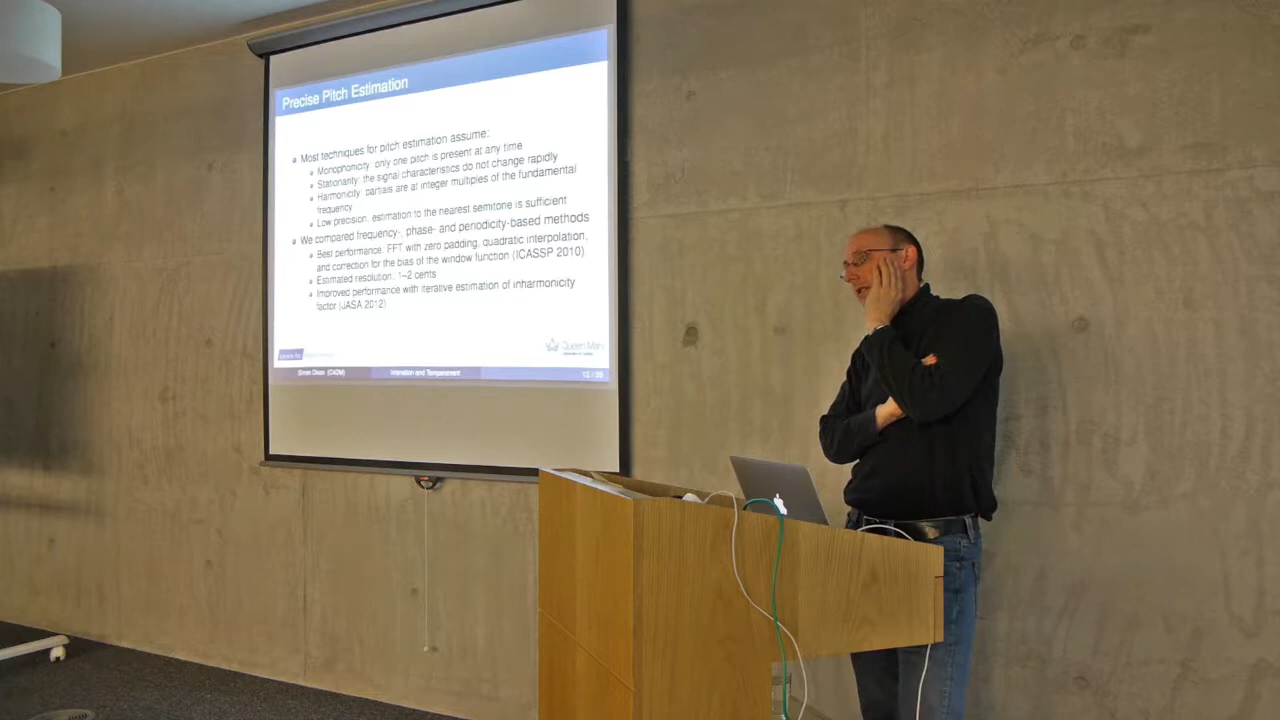 Precise Pitch Estimation
Most techniques for pitch estimation assume:
Monophonicity: only one pitch is present at any time
Stationarity: the signal characteristics do not change rapidly
Harmonicity: partials are at integer multiples of the fundamental
frequency
Low precision: estimation to the nearest semitone is sufficient
We compared frequency-, phase- and periodicity-based methods
Best performance: FFT with zero padding, quadratic interpolation,
and correction for the bias of the window function (ICASSP 2010)
Estimated resolution: 1–2 cents
Improved performance with iterative estimation of inharmonicity
factor (JASA 2012)
Queen Mary
Simon Dixon (C4DM)
Intonation and Temperament